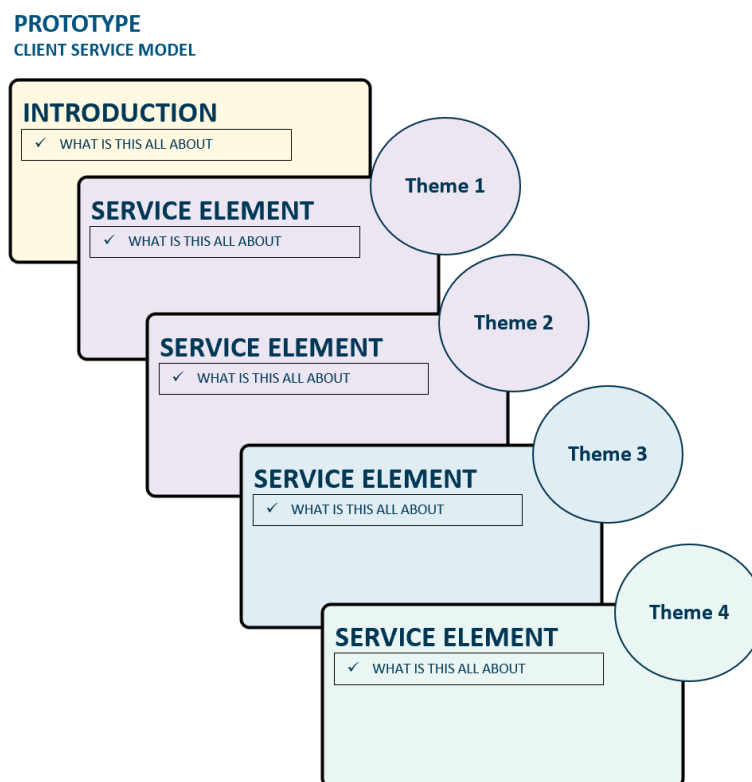 PROTOTYPE
CLIENT SERVICE MODEL
INTRODUCTION
✓ WHAT IS THIS ALL ABOUT
Theme 1
SERVICE ELEMENT
✓ WHAT IS THIS ALL ABOUT
Theme 2
SERVICE ELEMENT
✓ WHAT IS THIS ALL ABOUT
Theme 3
SERVICE ELEMENT
✓ WHAT IS THIS ALL ABOUT
Theme 4
SERVICE ELEMENT
✓ WHAT IS THIS ALL ABOUT